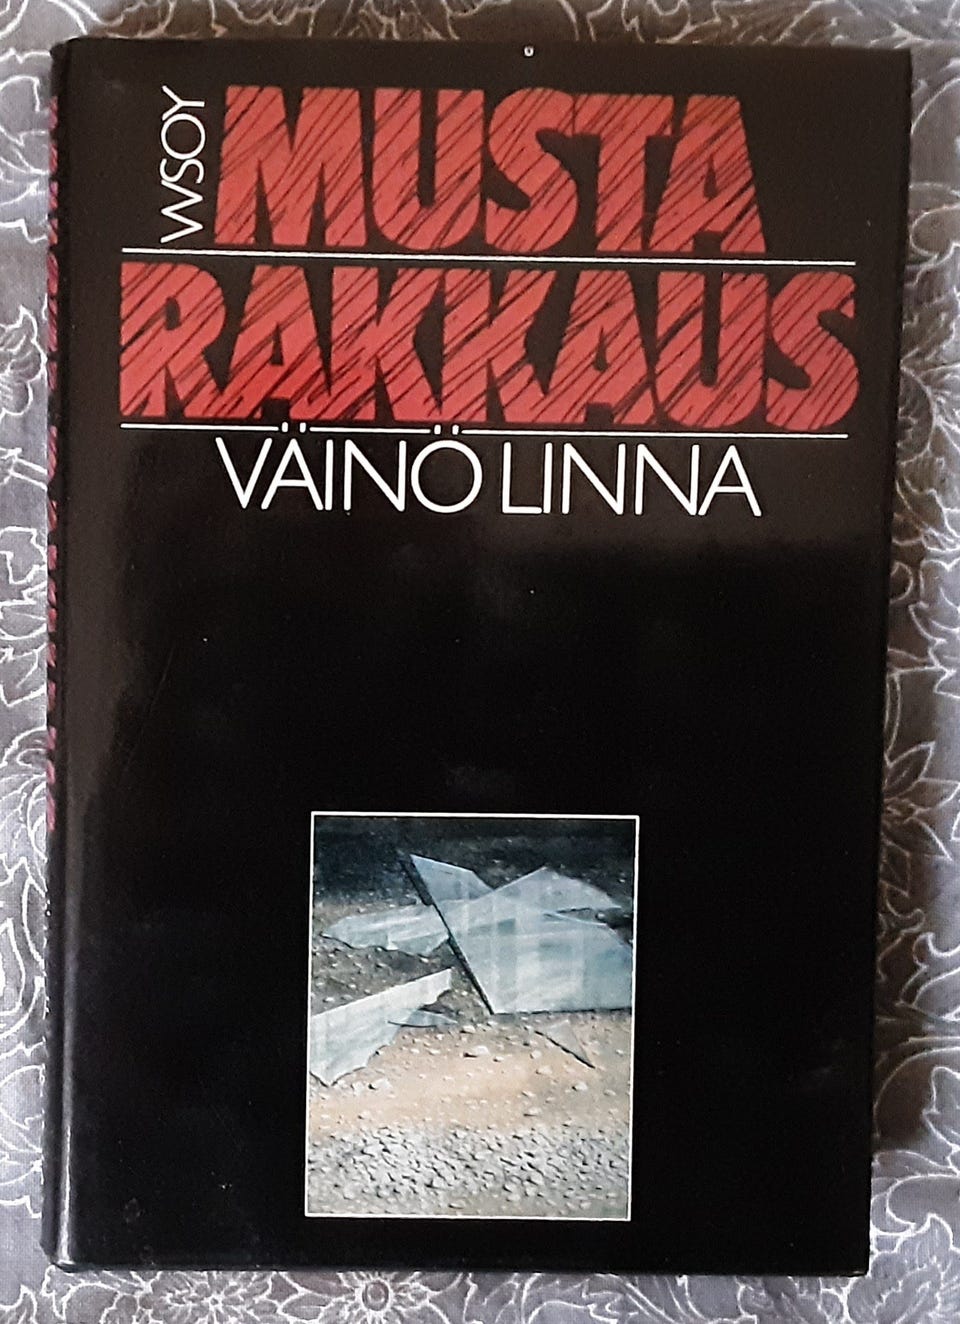 WSOY
MUSTA
RAKKAUS
VÄINÖ LINNA